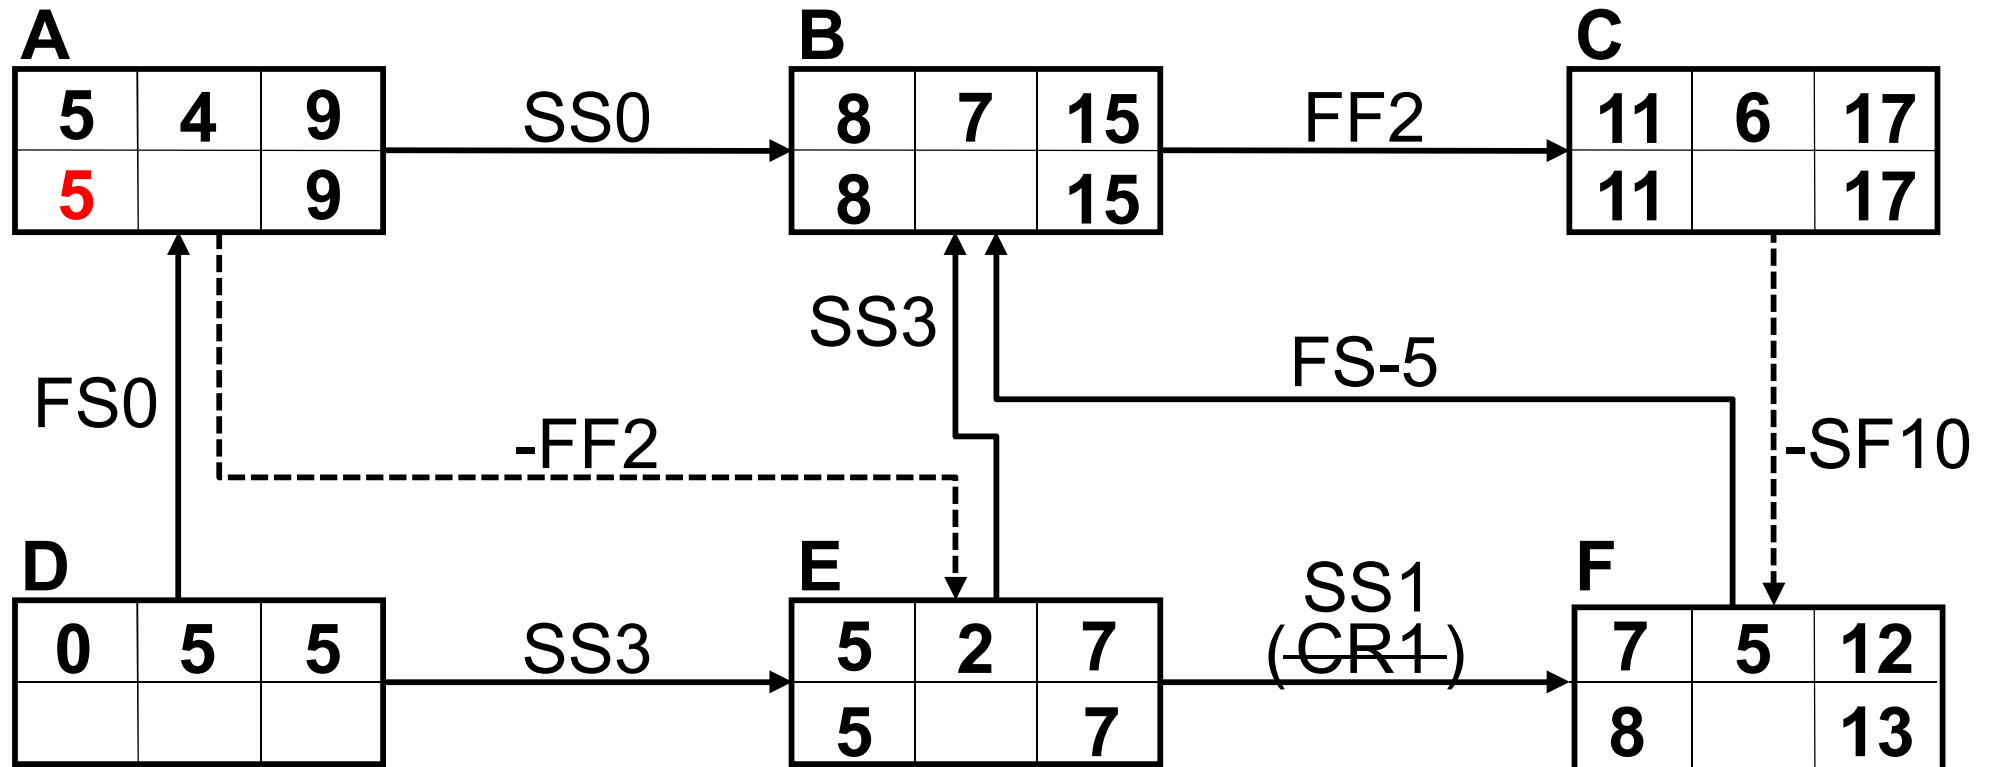 A B C
5 4 9 SS0 8 7 15 FF2 11 6 17
5 9 8 15 11 17
SS3
FS-5
FS0
-FF2 -SF10
D E F
SS1
0 5 5 SS3 5 2 7 (CR1) 7 5 12
5 7 8 13